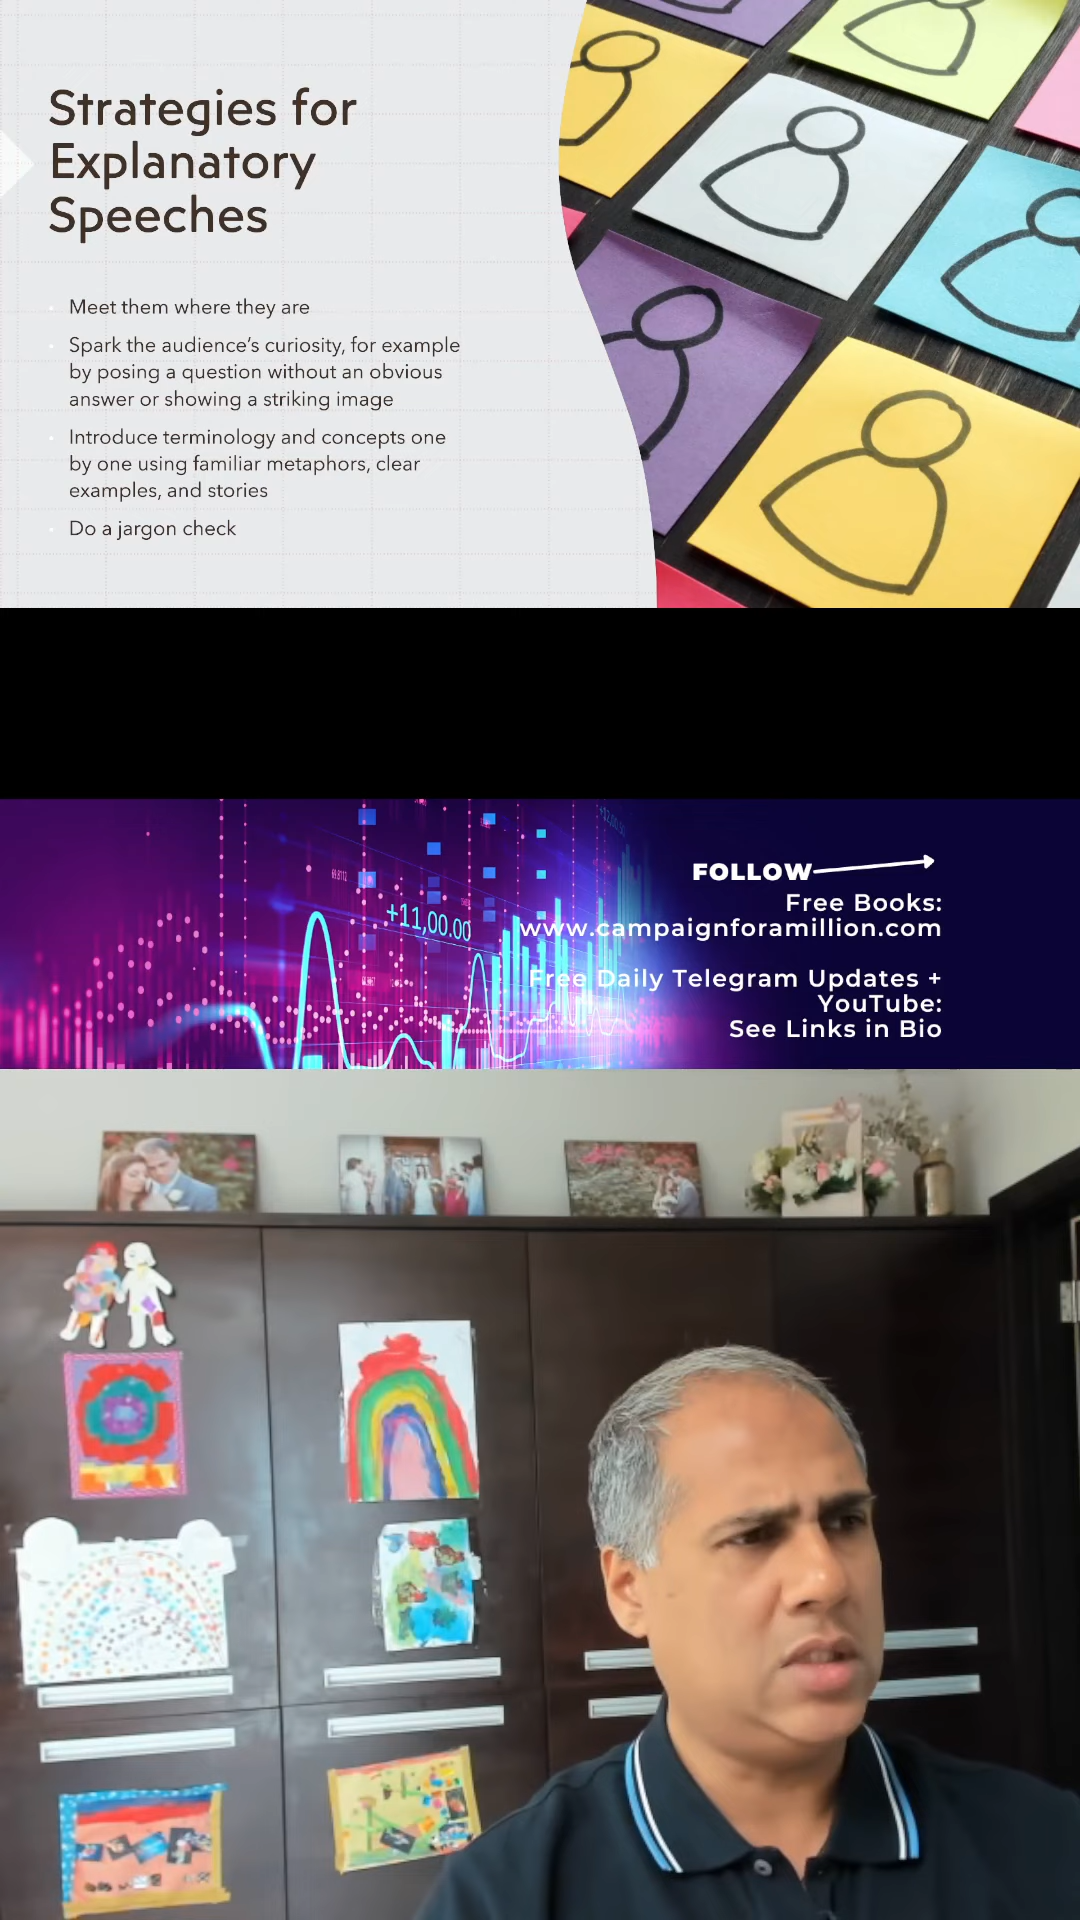 Strategies for
Explanatory
Speeches
Meet them where they are
Spark the audience's curiosity, for example
by posing a question without an obvious
answer or showing a striking image
Introduce terminology and concepts one
by one using familiar metaphors, clear
examples, and stories
Do a jargon check
+11,00.00
FOLLOW
Free Books:
www.campaignforamillion.com
Free Daily Telegram Updates +
YouTube:
See Links in Bio